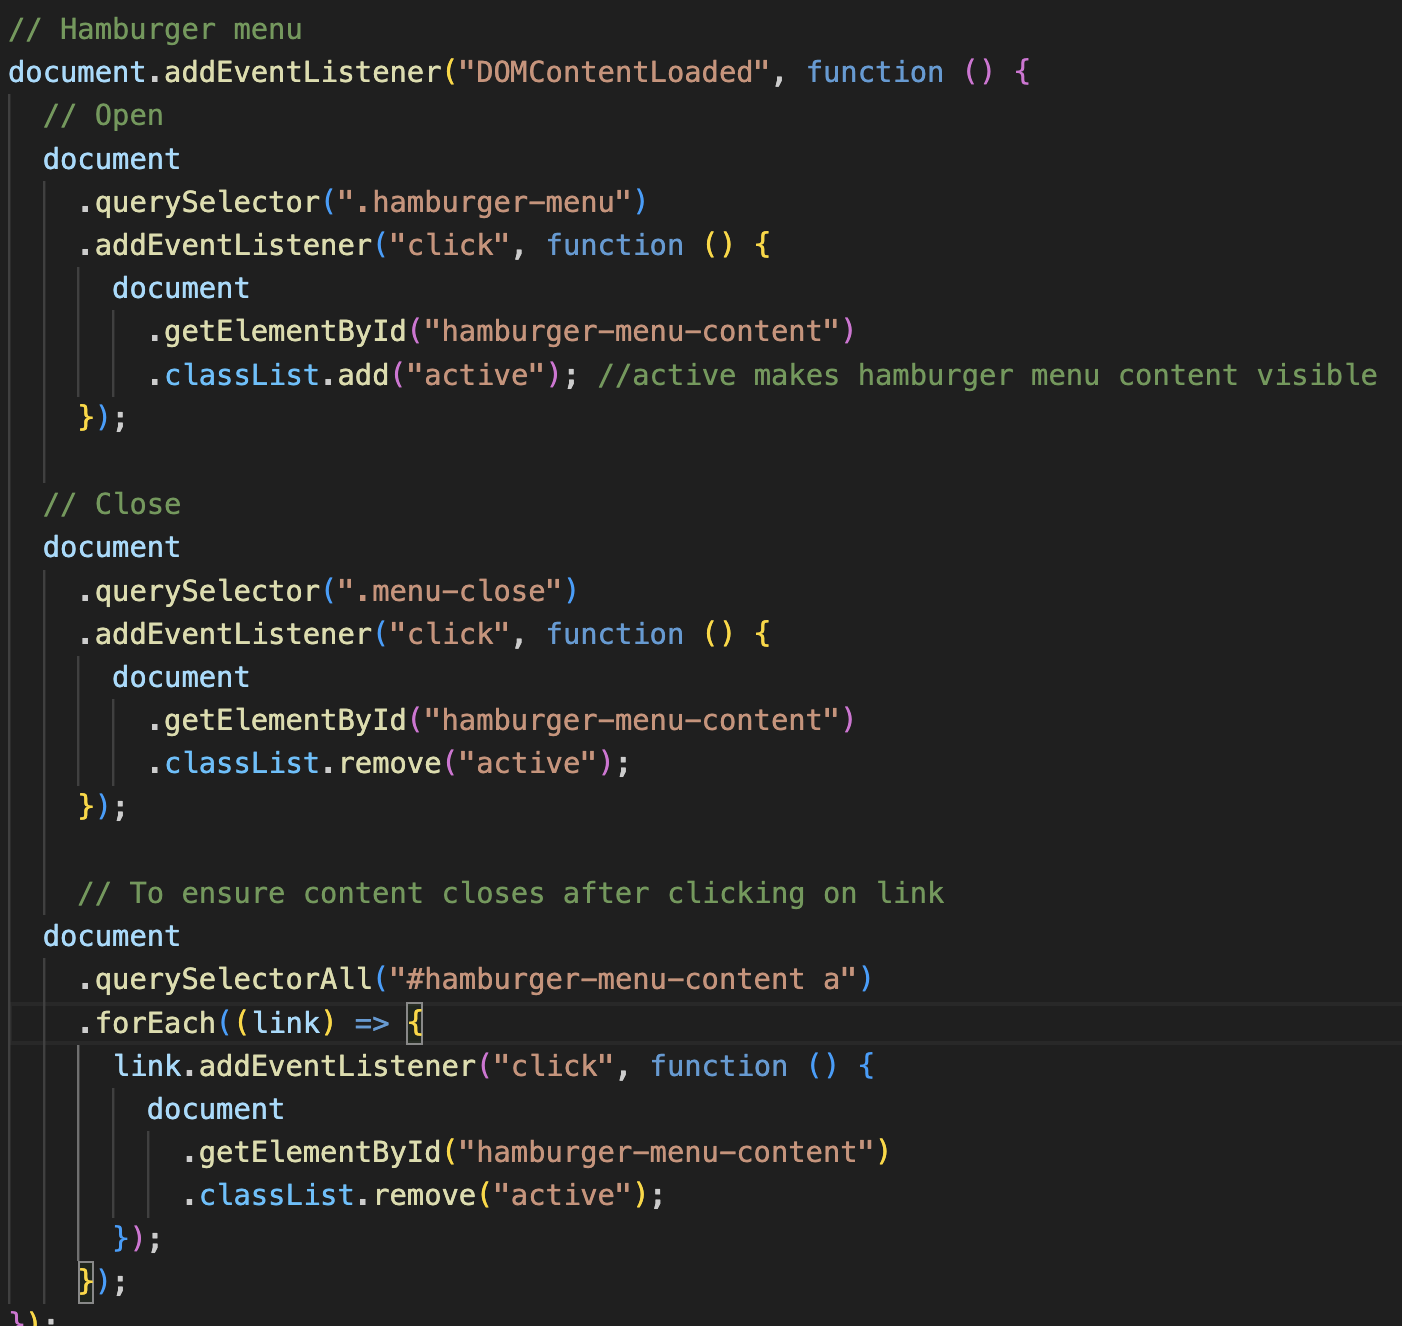 // Hamburger menu
document.addEventListener("DOMContentLoaded", function () {
  // Open
  document
    .querySelector(".hamburger-menu")
    .addEventListener("click", function () {
      document
        .getElementById("hamburger-menu-content")
        .classList.add("active"); //active makes hamburger menu content visible
    });

  // Close
  document
    .querySelector(".menu-close")
    .addEventListener("click", function () {
      document
        .getElementById("hamburger-menu-content")
        .classList.remove("active");
    });

    // To ensure content closes after clicking on link
  document
    .querySelectorAll("#hamburger-menu-content a")
    .forEach((link) => {
      link.addEventListener("click", function () {
        document
          .getElementById("hamburger-menu-content")
          .classList.remove("active");
      });
    });
});